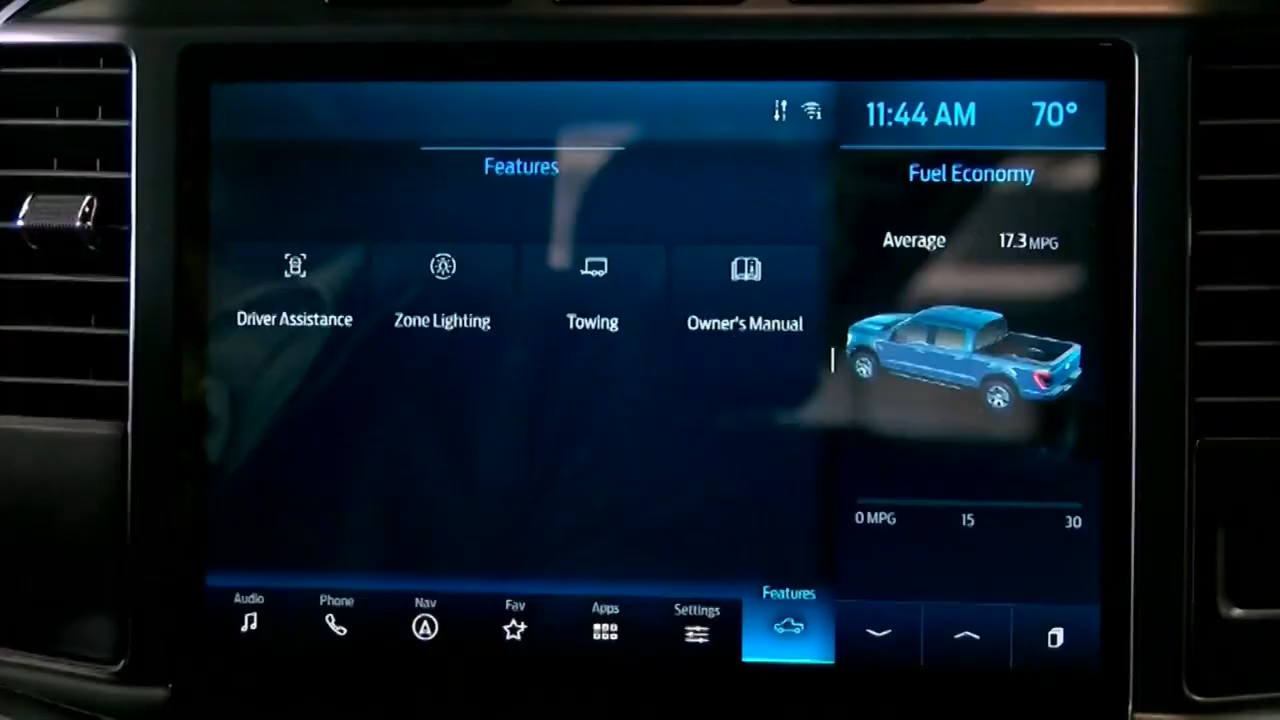 11:44 AM 70°
Features
Fuel Economy
Average 17.3 MPG
Driver Assistance
Zone Lighting
Towing
Owner's Manual
0 MPG 15 30
Audio
Phone
Nav
Fav
Apps
Settings
Features